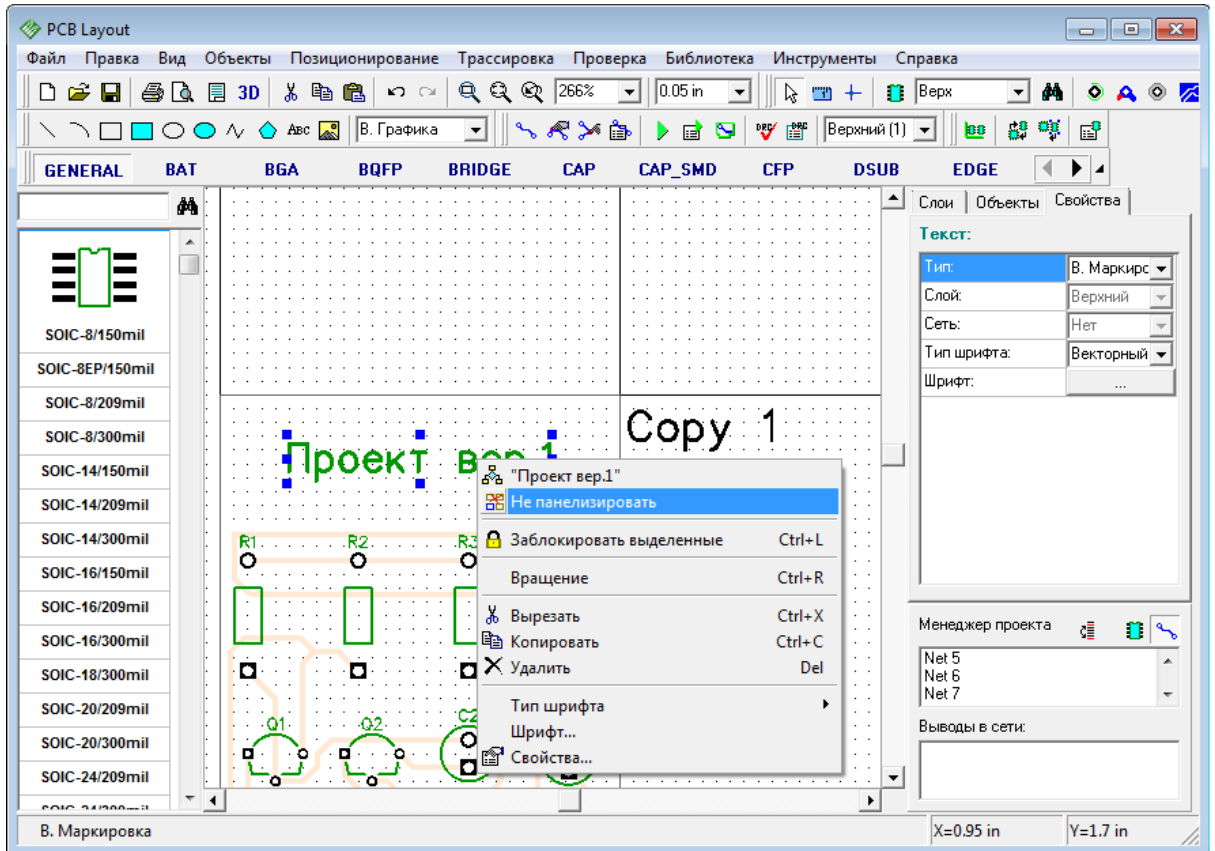 PCB Layout
Файл Правка Вид Объекты Позиционирование Трассировка Проверка Библиотека Инструменты Справка
3D 266% 0.05 in Верх
ABC В. Графика DRC DRC Верхний (1)
GENERAL BAT BGA BQFP BRIDGE CAP CAP_SMD CFP DSUB EDGE
SOIC-8/150mil
SOIC-8EP/150mil
SOIC-8/209mil
SOIC-8/300mil
SOIC-14/150mil
SOIC-14/209mil
SOIC-14/300mil
SOIC-16/150mil
SOIC-16/209mil
SOIC-16/300mil
SOIC-18/300mil
SOIC-20/209mil
SOIC-20/300mil
SOIC-24/209mil
Copy 1
Проект вер.1
R1 R2 R3
Q1 Q2 C2
"Проект вер.1"
Не панелизировать
Заблокировать выделенные Ctrl+L
Вращение Ctrl+R
Вырезать Ctrl+X
Копировать Ctrl+C
Удалить Del
Тип шрифта
Шрифт...
Свойства...
Слои Объекты Свойства
Текст:
Тип: В. Маркирс
Слой: Верхний
Сеть: Нет
Тип шрифта: Векторный
Шрифт: ...
Менеджер проекта
Net 5
Net 6
Net 7
Выводы в сети:
В. Маркировка X=0.95 in Y=1.7 in